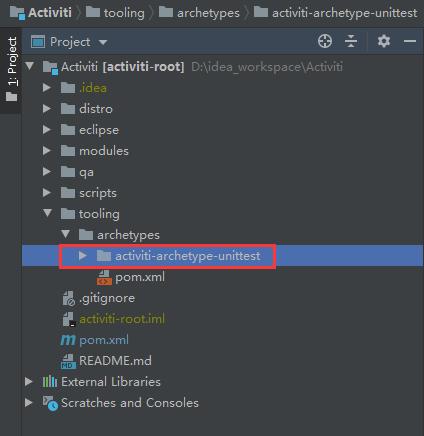 Activiti tooling archetypes activiti-archetype-unittest
1: Project
Project
Activiti [activiti-root] D:\idea_workspace\Activiti
.idea
distro
eclipse
modules
qa
scripts
tooling
archetypes
activiti-archetype-unittest
pom.xml
.gitignore
activiti-root.iml
pom.xml
README.md
External Libraries
Scratches and Consoles